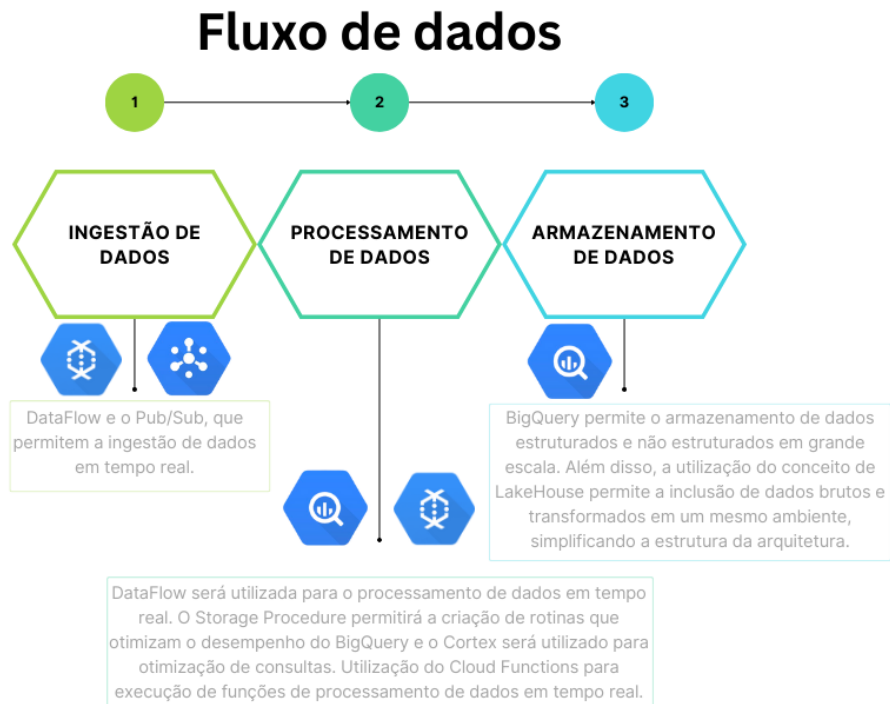 Fluxo de dados
1
2
3
INGESTÃO DE
DADOS
PROCESSAMENTO
DE DADOS
ARMAZENAMENTO
DE DADOS
DataFlow e o Pub/Sub, que
permitem a ingestão de dados
em tempo real.
BigQuery permite o armazenamento de dados
estruturados e não estruturados em grande
escala. Além disso, a utilização do conceito de
LakeHouse permite a inclusão de dados brutos e
transformados em um mesmo ambiente,
simplificando a estrutura da arquitetura.
DataFlow será utilizada para o processamento de dados em tempo
real. O Storage Procedure permitirá a criação de rotinas que
otimizam o desempenho do BigQuery e o Cortex será utilizado para
otimização de consultas. Utilização do Cloud Functions para
execução de funções de processamento de dados em tempo real.